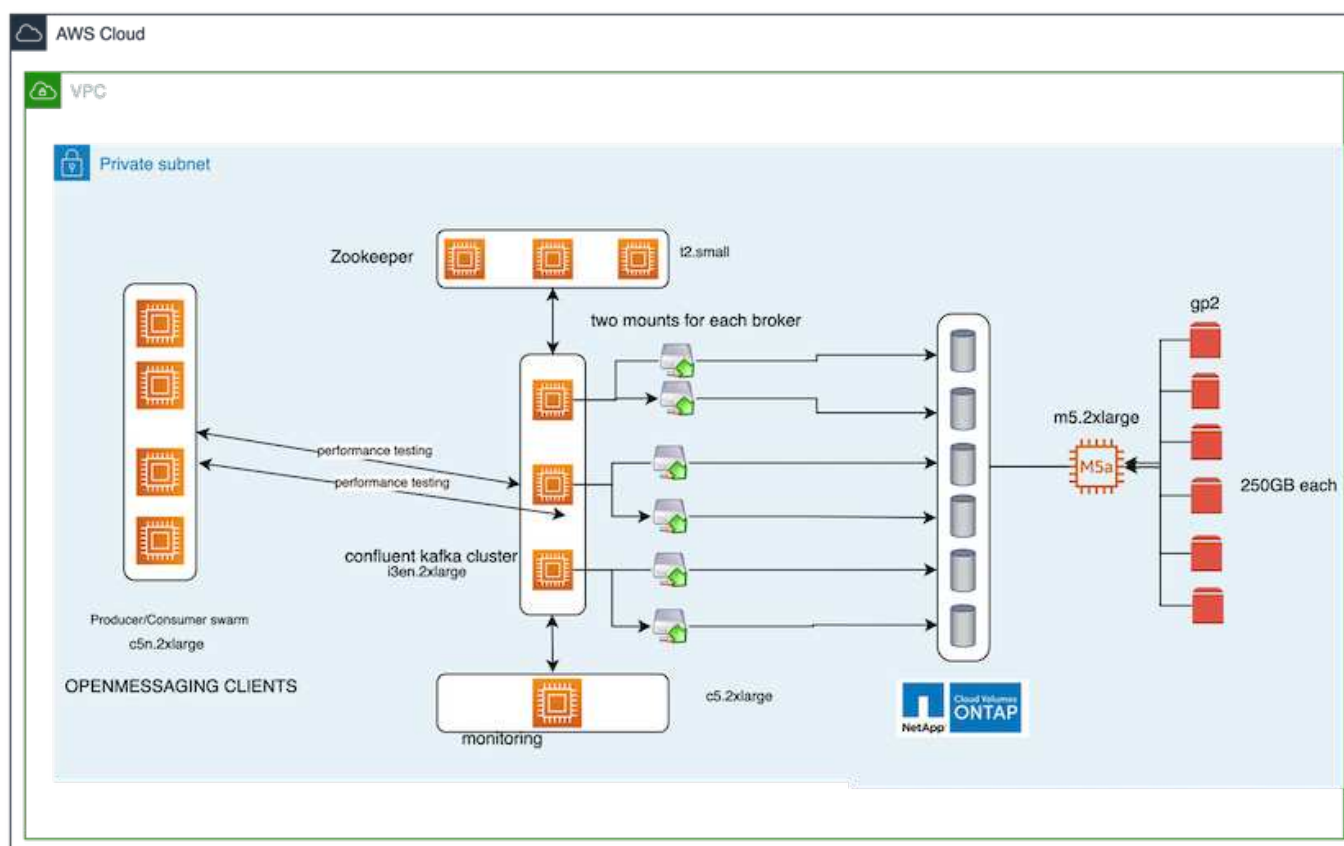 AWS Cloud
VPC
Private subnet
Zookeeper
t2.small
two mounts for each broker
gp2
m5.2xlarge
M5a
250GB each
performance testing
performance testing
confluent kafka cluster
i3en.2xlarge
Producer/Consumer swarm
c5n.2xlarge
OPENMESSAGING CLIENTS
c5.2xlarge
monitoring
NetApp
Cloud Volumes
ONTAP